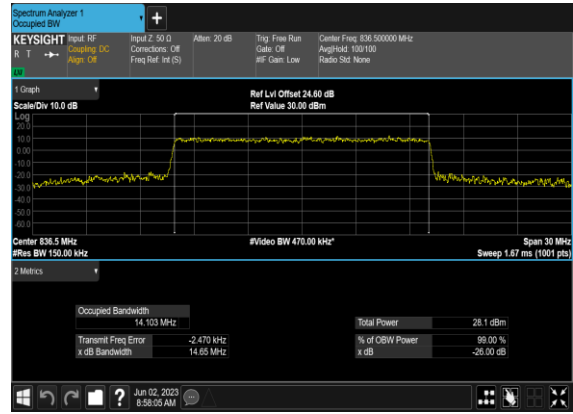 Spectrum Analyzer 1
Occupied BW
+
KEYSIGHT Input: RF Input Z: 50 Ω Atten: 20 dB Trig: Free Run Center Freq: 836.500000 MHz
R T Coupling: DC Corrections: Off Gate: Off Avg|Hold: 100/100
Align: Off Freq Ref: Int (S) #IF Gain: Low Radio Std: None
LW
1 Graph Ref Lvl Offset 24.60 dB
Scale/Div 10.0 dB Ref Value 30.00 dBm
Log
20.0
10.0
0.00
-10.0
-20.0
-30.0
-40.0
-50.0
-60.0
Center 836.5 MHz #Video BW 470.00 kHz* Span 30 MHz
#Res BW 150.00 kHz Sweep 1.67 ms (1001 pts)
2 Metrics
Occupied Bandwidth
14.103 MHz Total Power 28.1 dBm
Transmit Freq Error -2.470 kHz % of OBW Power 99.00 %
x dB Bandwidth 14.65 MHz x dB -26.00 dB
? Jun 02, 2023
8:58:05 AM